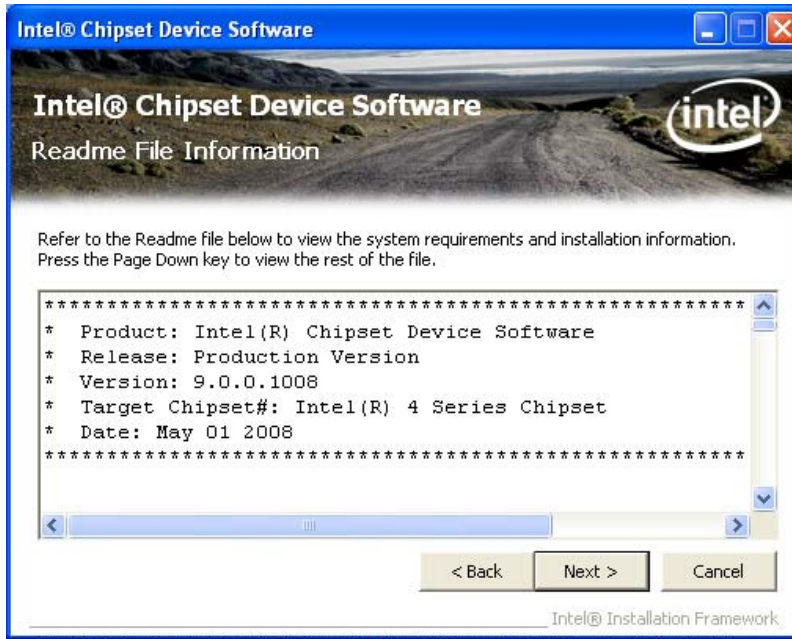 Intel® Chipset Device Software
Intel® Chipset Device Software
intel
Readme File Information
Refer to the Readme file below to view the system requirements and installation information.
Press the Page Down key to view the rest of the file.
********************************************************
* Product: Intel(R) Chipset Device Software
* Release: Production Version
* Version: 9.0.0.1008
* Target Chipset#: Intel(R) 4 Series Chipset
* Date: May 01 2008
********************************************************
< Back
Next >
Cancel
Intel® Installation Framework